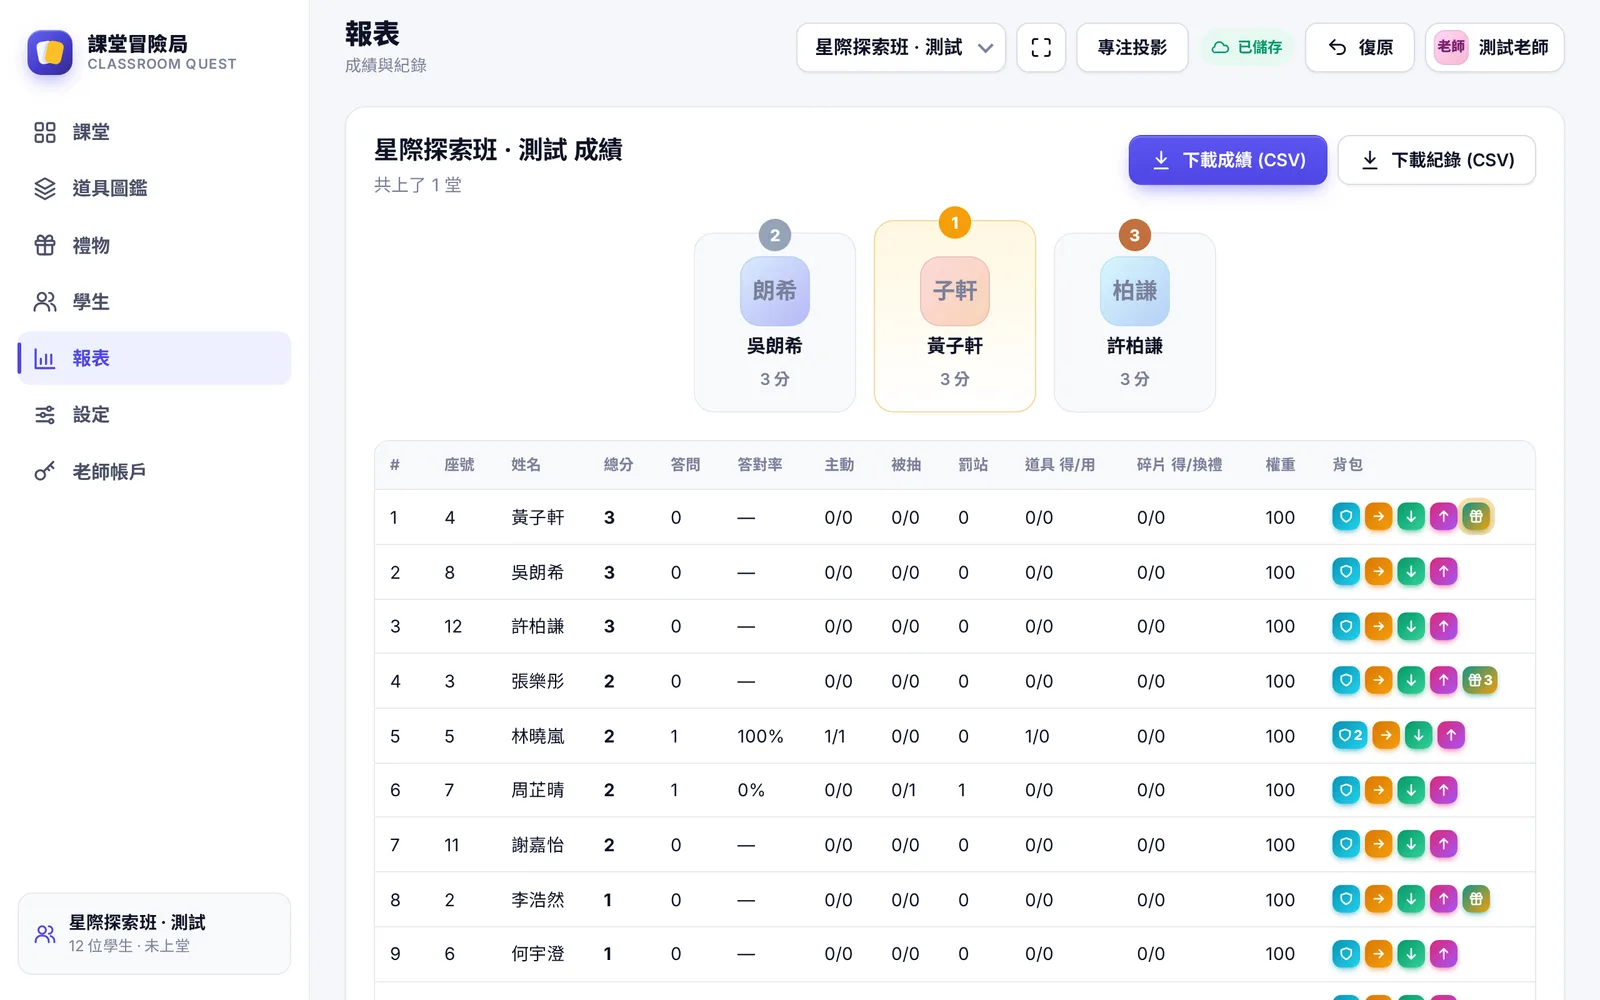 課堂冒險局
CLASSROOM QUEST
課堂
道具圖鑑
禮物
學生
報表
設定
老師帳戶
星際探索班 · 測試
12 位學生 · 未上堂
報表
成績與紀錄
星際探索班 · 測試
專注投影
已儲存
復原
老師 測試老師
星際探索班 · 測試 成績
共上了 1 堂
下載成績 (CSV)
下載紀錄 (CSV)
2
朗希
吳朗希
3 分
1
子軒
黃子軒
3 分
3
柏謙
許柏謙
3 分
# 座號 姓名 總分 答問 答對率 主動 被抽 罰站 道具 得/用 碎片 得/換禮 權重 背包
1 4 黃子軒 3 0 — 0/0 0/0 0 0/0 0/0 100
2 8 吳朗希 3 0 — 0/0 0/0 0 0/0 0/0 100
3 12 許柏謙 3 0 — 0/0 0/0 0 0/0 0/0 100
4 3 張樂彤 2 0 — 0/0 0/0 0 0/0 0/0 100 3
5 5 林曉嵐 2 1 100% 1/1 0/0 0 1/0 0/0 100 2
6 7 周芷晴 2 1 0% 0/0 0/1 1 0/0 0/0 100
7 11 謝嘉怡 2 0 — 0/0 0/0 0 0/0 0/0 100
8 2 李浩然 1 0 — 0/0 0/0 0 0/0 0/0 100
9 6 何宇澄 1 0 — 0/0 0/0 0 0/0 0/0 100